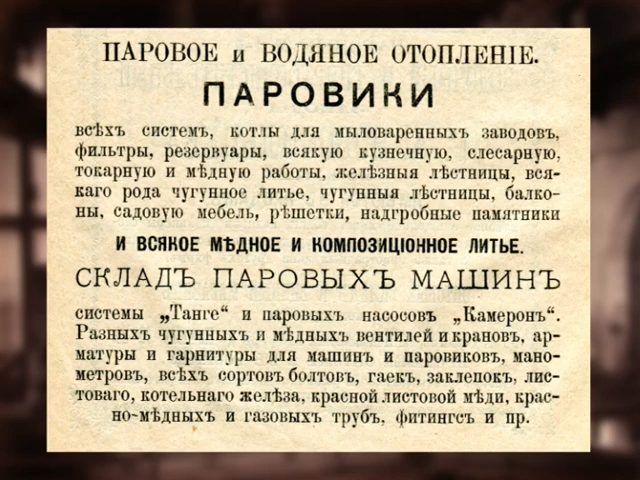 ПАРОВОЕ и ВОДЯНОЕ ОТОПЛЕНІЕ.
ПАРОВИКИ
всѣхъ системъ, котлы для мыловаренныхъ заводовъ,
фильтры, резервуары, всякую кузнечную, слесарную,
токарную и мѣдную работы, желѣзныя лѣстницы, вся-
каго рода чугунное литье, чугунныя лѣстницы, балко-
ны, садовую мебель, рѣшетки, надгробные памятники
И ВСЯКОЕ МѢДНОЕ И КОМПОЗИЦІОННОЕ ЛИТЬЕ.
СКЛАДЪ ПАРОВЫХЪ МАШИНЪ
системы „Танге“ и паровыхъ насосовъ „Камеронъ“.
Разныхъ чугунныхъ и мѣдныхъ вентилей и крановъ, ар-
матуры и гарнитуры для машинъ и паровиковъ, мано-
метровъ, всѣхъ сортовъ болтовъ, гаекъ, заклепокъ, лис-
товаго, котельнаго желѣза, красной листовой мѣди, крас-
но-мѣдныхъ и газовыхъ трубъ, фитингсъ и пр.